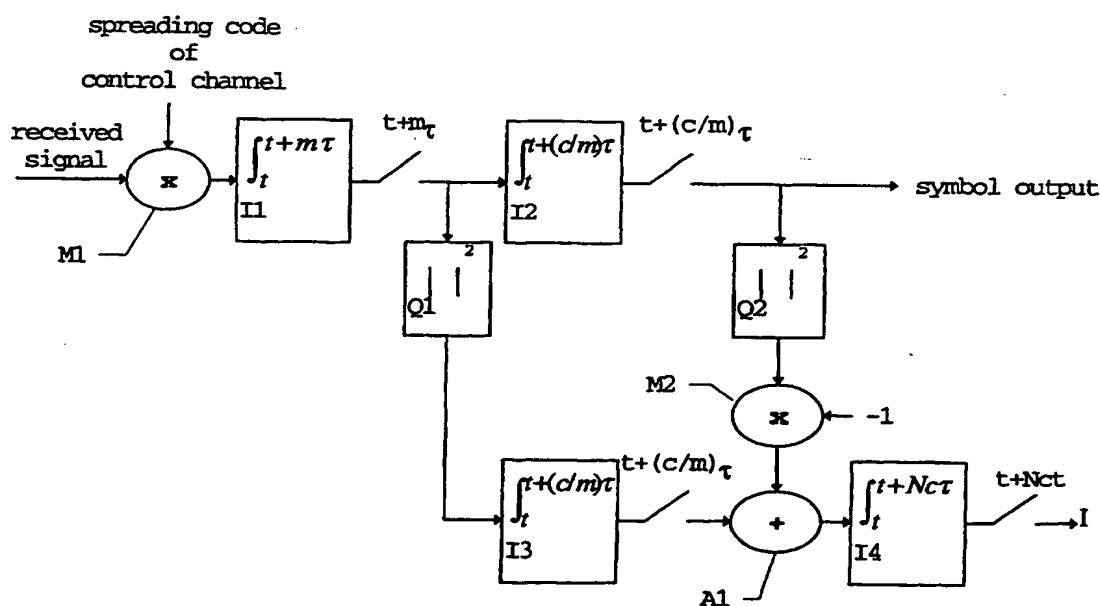 spreading code
of
control channel
received
signal
x
M1
∫ₜ t+mτ
I1
t+mτ
∫ₜ t+(c/m)τ
I2
t+(c/m)τ
symbol output
| |²
Q1
| |²
Q2
M2
x
-1
∫ₜ t+(c/m)τ
I3
t+(c/m)τ
+
A1
∫ₜ t+Ncτ
I4
t+Nct
I